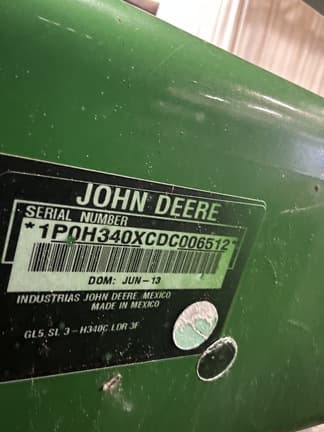 JOHN DEERE
SERIAL NUMBER
*1P0H340XCDC006512*
DOM: JUN-13
INDUSTRIAS JOHN DEERE, MEXICO
MADE IN MEXICO
GL5, SL 3-H340C LDR 3F